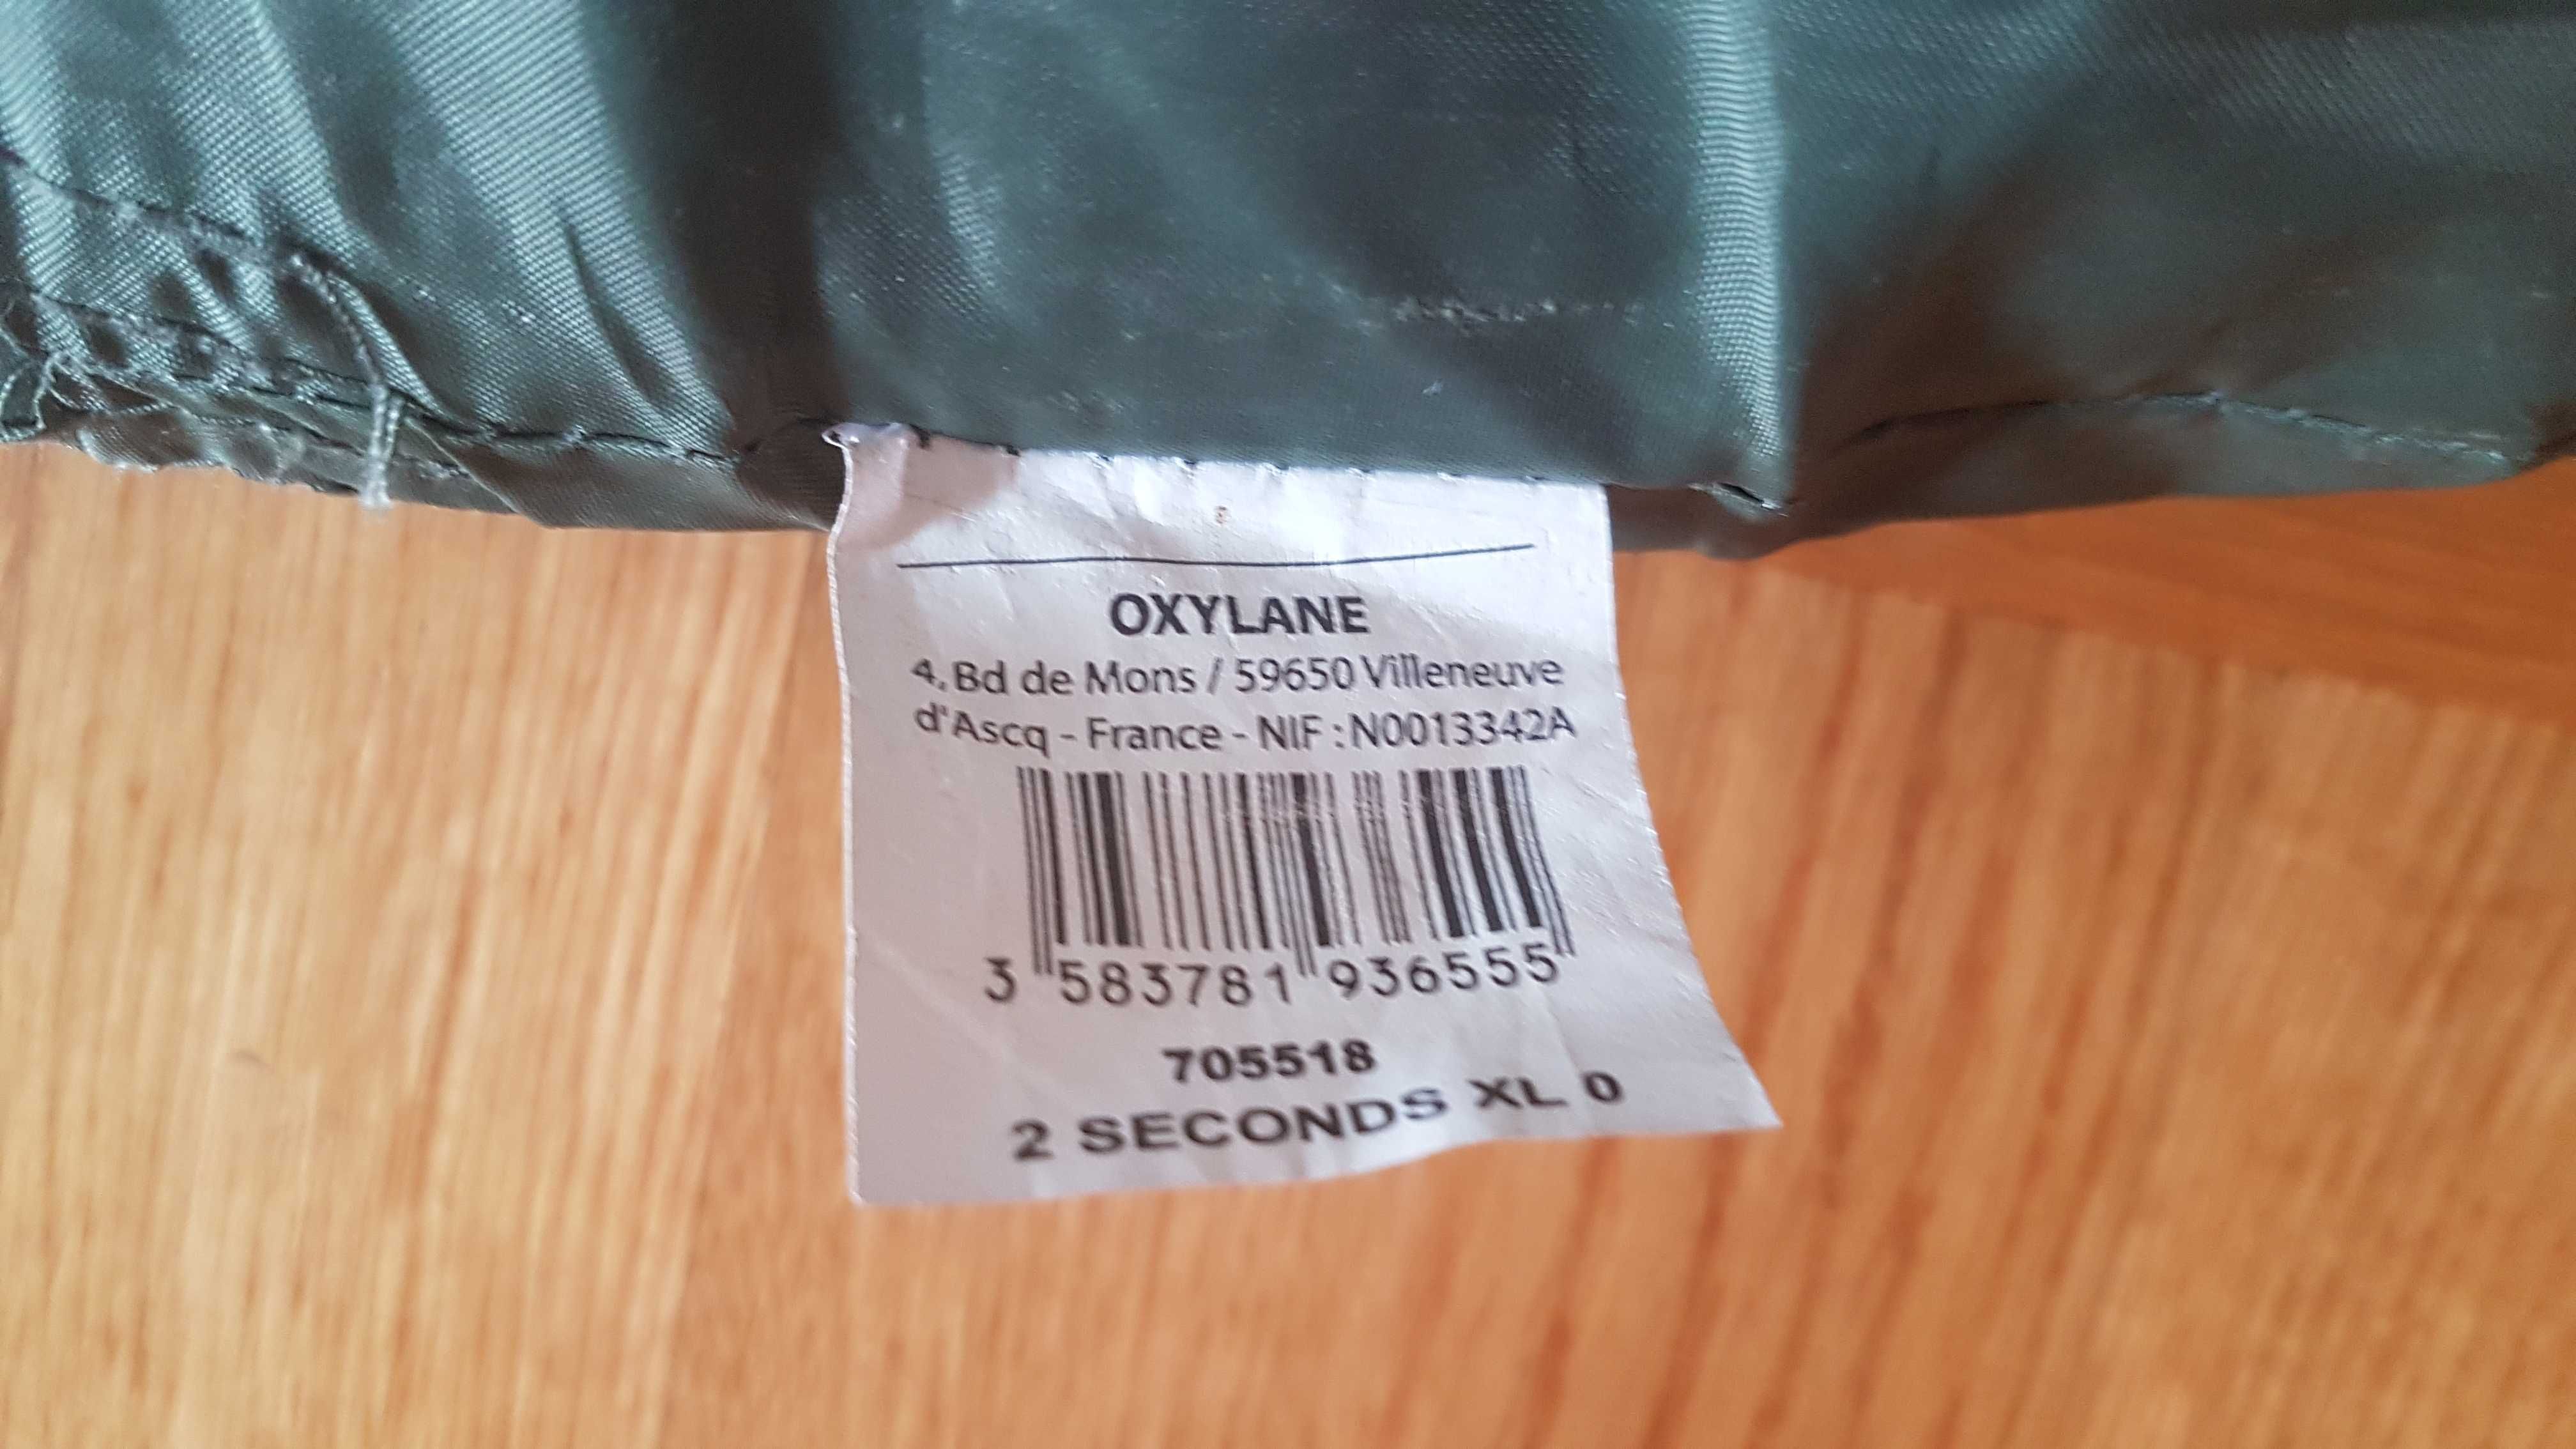 OXYLANE
4, Bd de Mons / 59650 Villeneuve
d'Ascq - France - NIF : N0013342A
3 583781 936555
705518
2 SECONDS XL 0